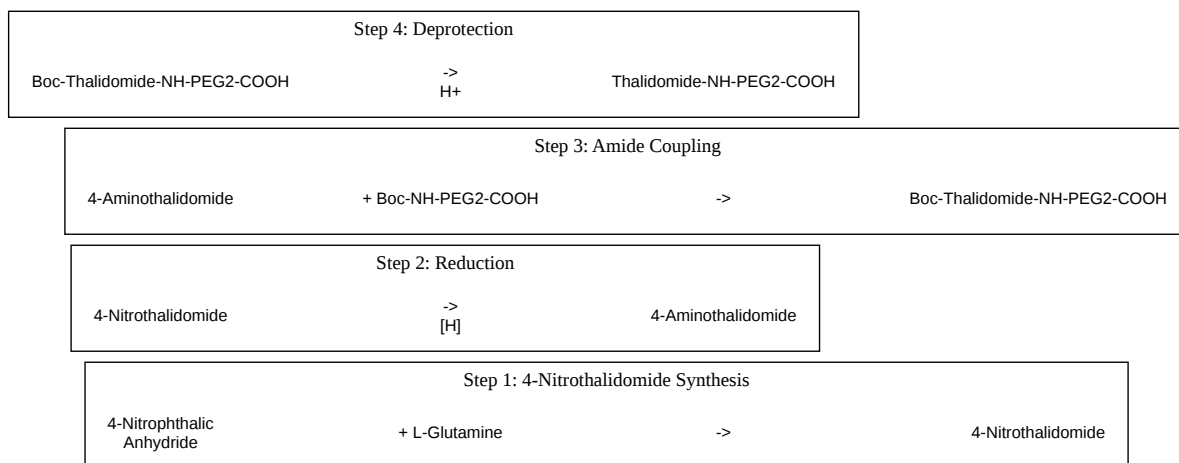 Step 4: Deprotection
Boc-Thalidomide-NH-PEG2-COOH -> Thalidomide-NH-PEG2-COOH
H+
Step 3: Amide Coupling
4-Aminothalidomide + Boc-NH-PEG2-COOH -> Boc-Thalidomide-NH-PEG2-COOH
Step 2: Reduction
4-Nitrothalidomide -> 4-Aminothalidomide
[H]
Step 1: 4-Nitrothalidomide Synthesis
4-Nitrophthalic
Anhydride + L-Glutamine -> 4-Nitrothalidomide